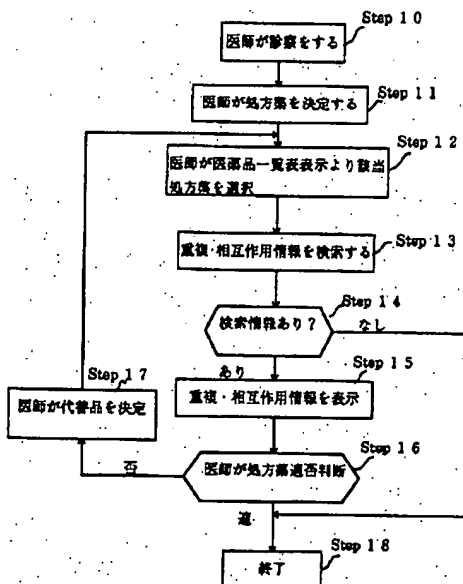 Step 10
医師が診察をする
Step 11
医師が処方薬を決定する
Step 12
医師が医薬品一覧表表示より該当
処方薬を選択
Step 13
重複・相互作用情報を検索する
Step 14
検索情報あり？
なし
あり
Step 15
重複・相互作用情報を表示
Step 16
医師が処方薬適否判断
否
適
Step 17
医師が代替品を決定
Step 18
終了